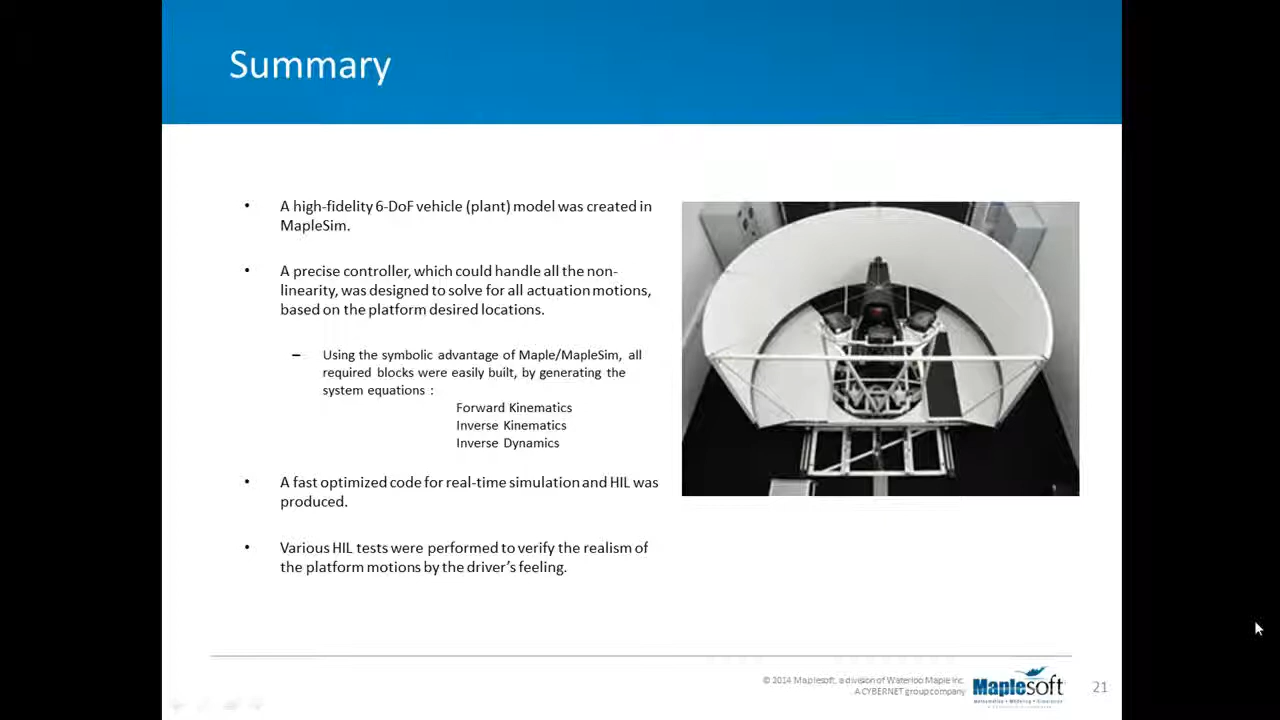 Summary
• A high-fidelity 6-DoF vehicle (plant) model was created in
MapleSim.
• A precise controller, which could handle all the non-
linearity, was designed to solve for all actuation motions,
based on the platform desired locations.
– Using the symbolic advantage of Maple/MapleSim, all
required blocks were easily built, by generating the
system equations :
Forward Kinematics
Inverse Kinematics
Inverse Dynamics
• A fast optimized code for real-time simulation and HIL was
produced.
• Various HIL tests were performed to verify the realism of
the platform motions by the driver's feeling.
© 2014 Maplesoft, a division of Waterloo Maple Inc.
A CYBERNET group company
Maplesoft
Mathematics • Modeling • Simulation
21